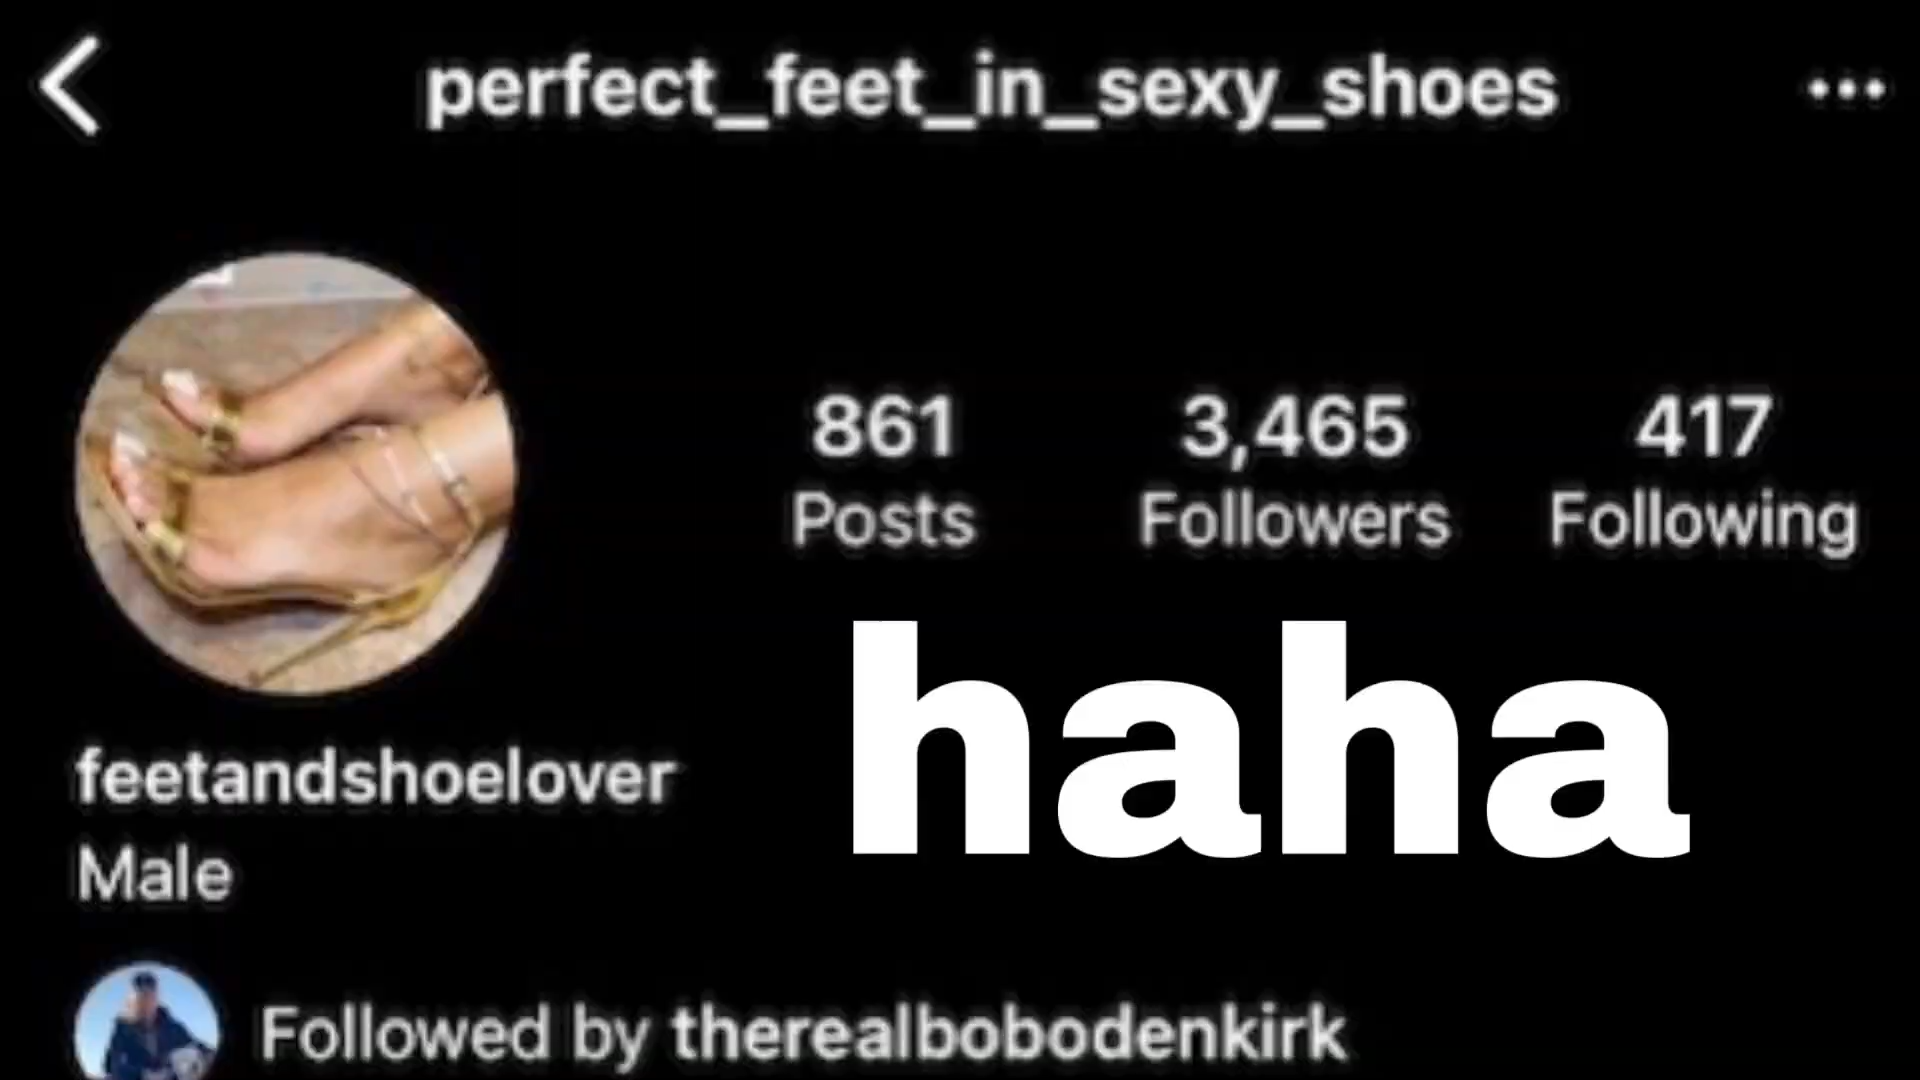 perfect_feet_in_sexy_shoes
861 3,465 417
Posts Followers Following
haha
feetandshoelover
Male
Followed by therealbobodenkirk